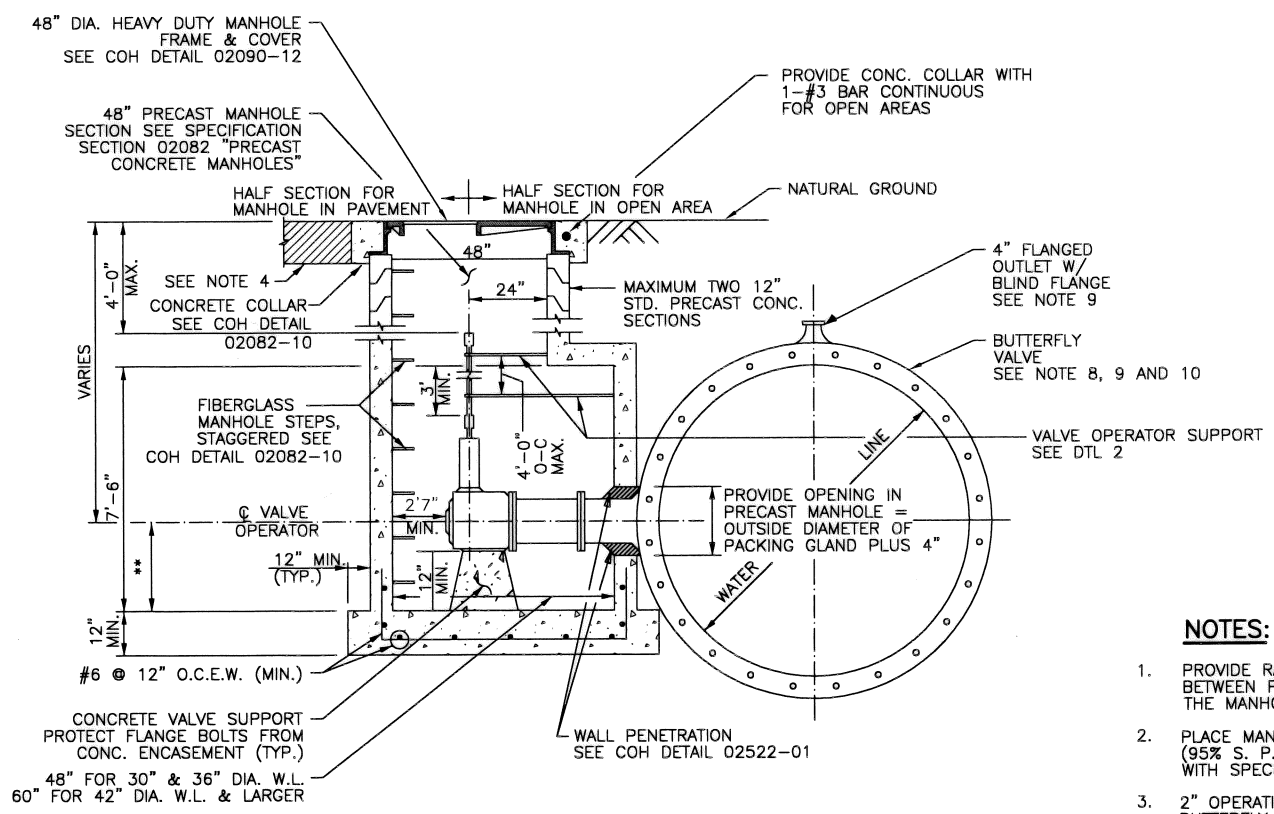 48" DIA. HEAVY DUTY MANHOLE
FRAME & COVER
SEE COH DETAIL 02090-12
PROVIDE CONC. COLLAR WITH
1-#3 BAR CONTINUOUS
FOR OPEN AREAS
48" PRECAST MANHOLE
SECTION SEE SPECIFICATION
SECTION 02082 "PRECAST
CONCRETE MANHOLES"
HALF SECTION FOR
MANHOLE IN PAVEMENT
HALF SECTION FOR
MANHOLE IN OPEN AREA
NATURAL GROUND
48"
4'-0"
MAX.
SEE NOTE 4
CONCRETE COLLAR
SEE COH DETAIL
02082-10
24"
MAXIMUM TWO 12"
STD. PRECAST CONC.
SECTIONS
4" FLANGED
OUTLET W/
BLIND FLANGE
SEE NOTE 9
BUTTERFLY
VALVE
SEE NOTE 8, 9 AND 10
VARIES
3'
MIN.
FIBERGLASS
MANHOLE STEPS,
STAGGERED SEE
COH DETAIL 02082-10
4'-0"
O-C
MAX.
VALVE OPERATOR SUPPORT
SEE DTL 2
7'-6"
LINE
WATER
PROVIDE OPENING IN
PRECAST MANHOLE =
OUTSIDE DIAMETER OF
PACKING GLAND PLUS 4"
℄ VALVE
OPERATOR
2'7"
MIN.
**
12" MIN.
(TYP.)
12"
MIN.
12"
MIN.
#6 @ 12" O.C.E.W. (MIN.)
CONCRETE VALVE SUPPORT
PROTECT FLANGE BOLTS FROM
CONC. ENCASEMENT (TYP.)
48" FOR 30" & 36" DIA. W.L.
60" FOR 42" DIA. W.L. & LARGER
WALL PENETRATION
SEE COH DETAIL 02522-01
NOTES:
1. PROVIDE
BETWEEN
THE
2. PLACE
(95% S. P.
WITH
3. 2"